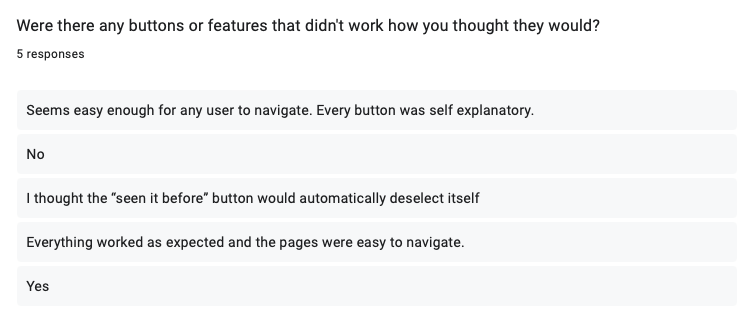 Were there any buttons or features that didn't work how you thought they would?
5 responses
Seems easy enough for any user to navigate. Every button was self explanatory.
No
I thought the “seen it before” button would automatically deselect itself
Everything worked as expected and the pages were easy to navigate.
Yes